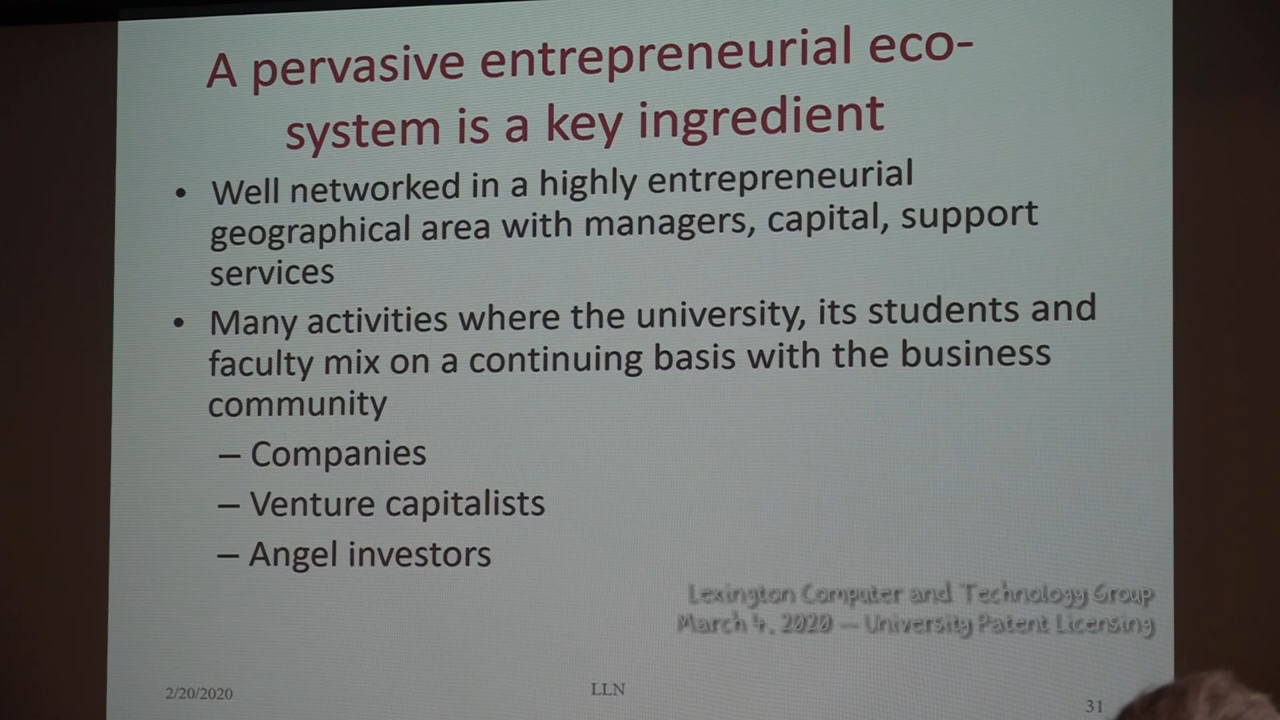 A pervasive entrepreneurial eco-
system is a key ingredient
• Well networked in a highly entrepreneurial
geographical area with managers, capital, support
services
• Many activities where the university, its students and
faculty mix on a continuing basis with the business
community
– Companies
– Venture capitalists
– Angel investors
Lexington Computer and Technology Group
March 4, 2020 — University Patent Licensing
2/20/2020
LLN
31